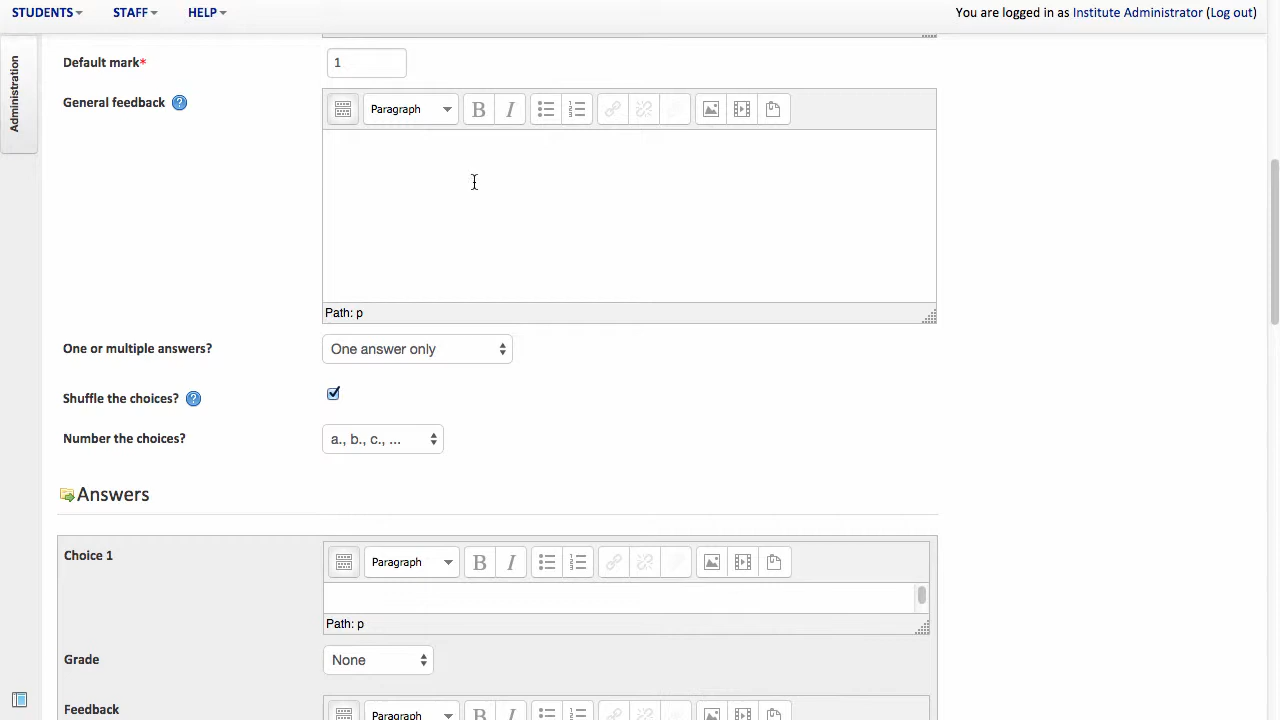 STUDENTS STAFF HELP You are logged in as Institute Administrator (Log out)
Administration
Default mark* 1
General feedback
Paragraph B I
Path: p
One or multiple answers? One answer only
Shuffle the choices?
Number the choices? a., b., c., ...
Answers
Choice 1 Paragraph B I
Path: p
Grade None
Feedback Paragraph B I